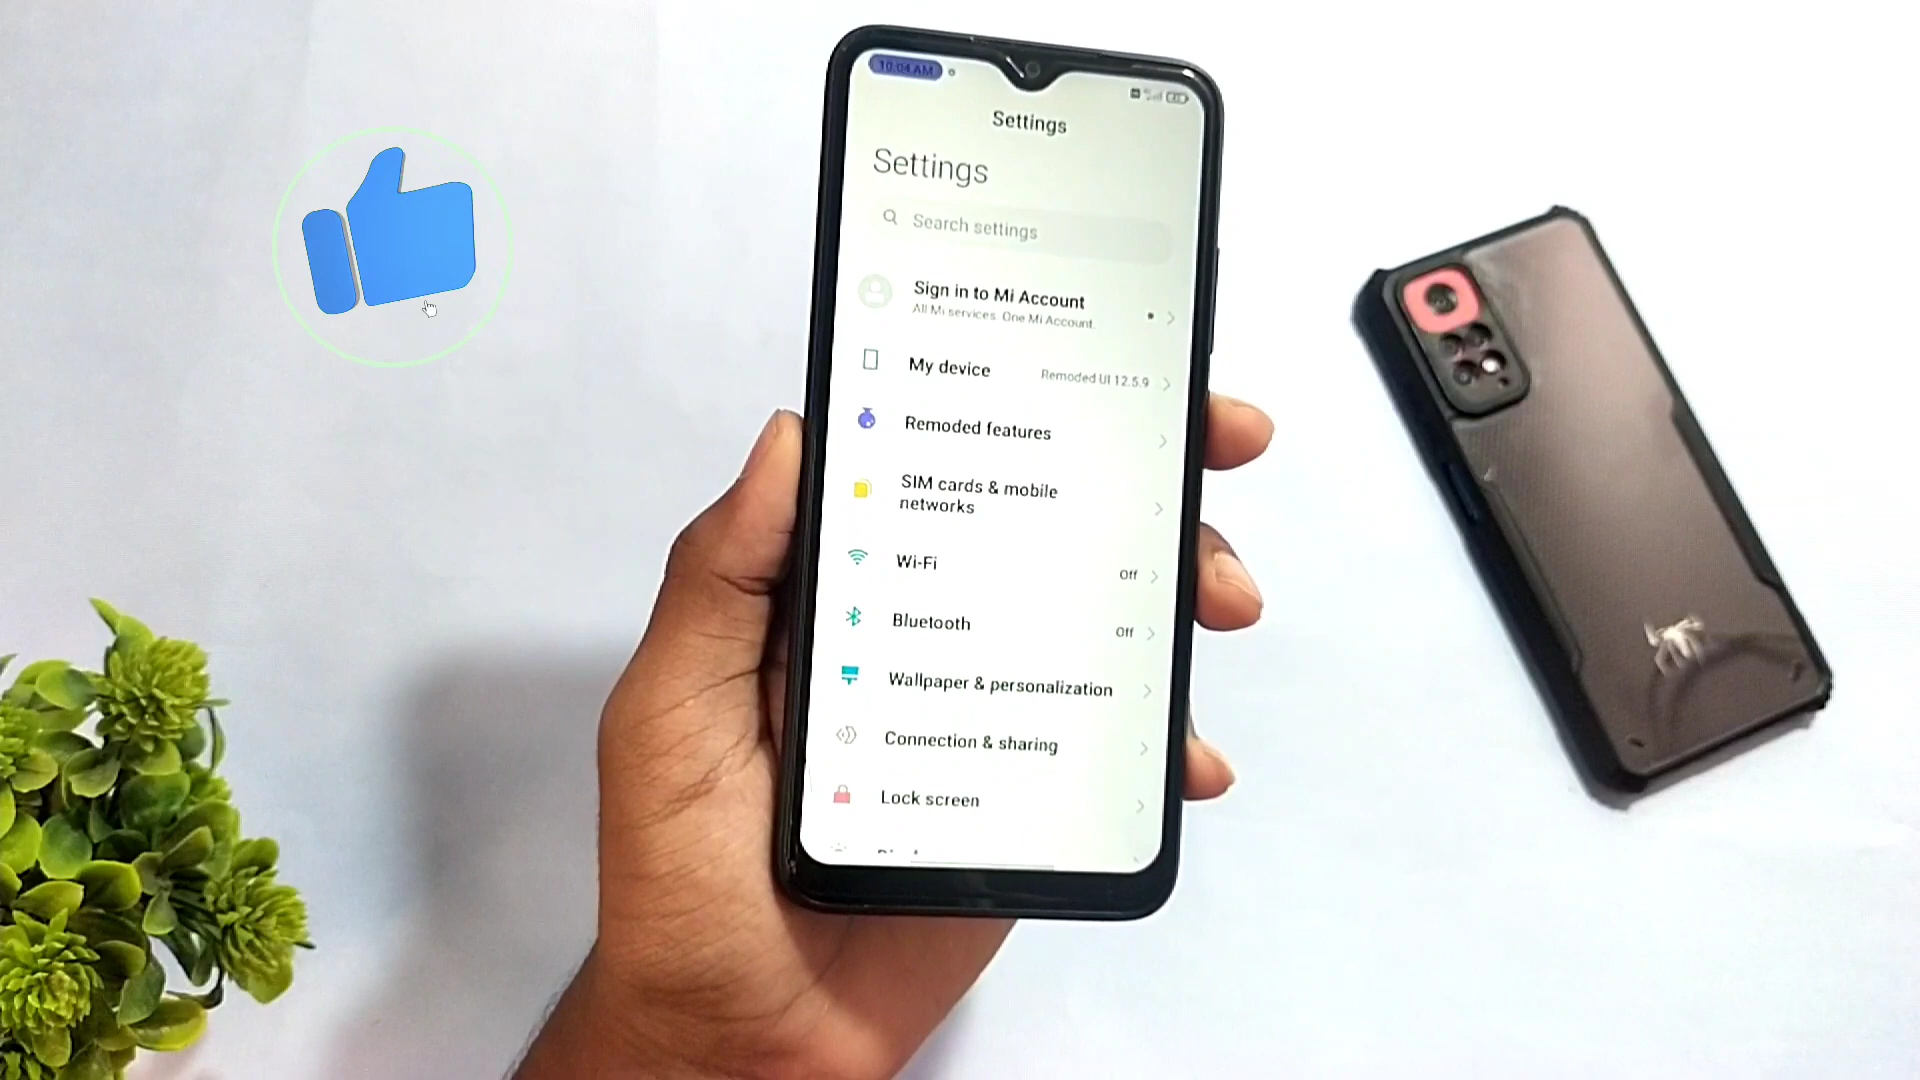 10:04 AM
Settings
Settings
Search settings
Sign in to Mi Account
All Mi services. One Mi Account.
My device
Remoded UI 12.5.9
Remoded features
SIM cards & mobile
networks
Wi-Fi
Off
Bluetooth
Off
Wallpaper & personalization
Connection & sharing
Lock screen